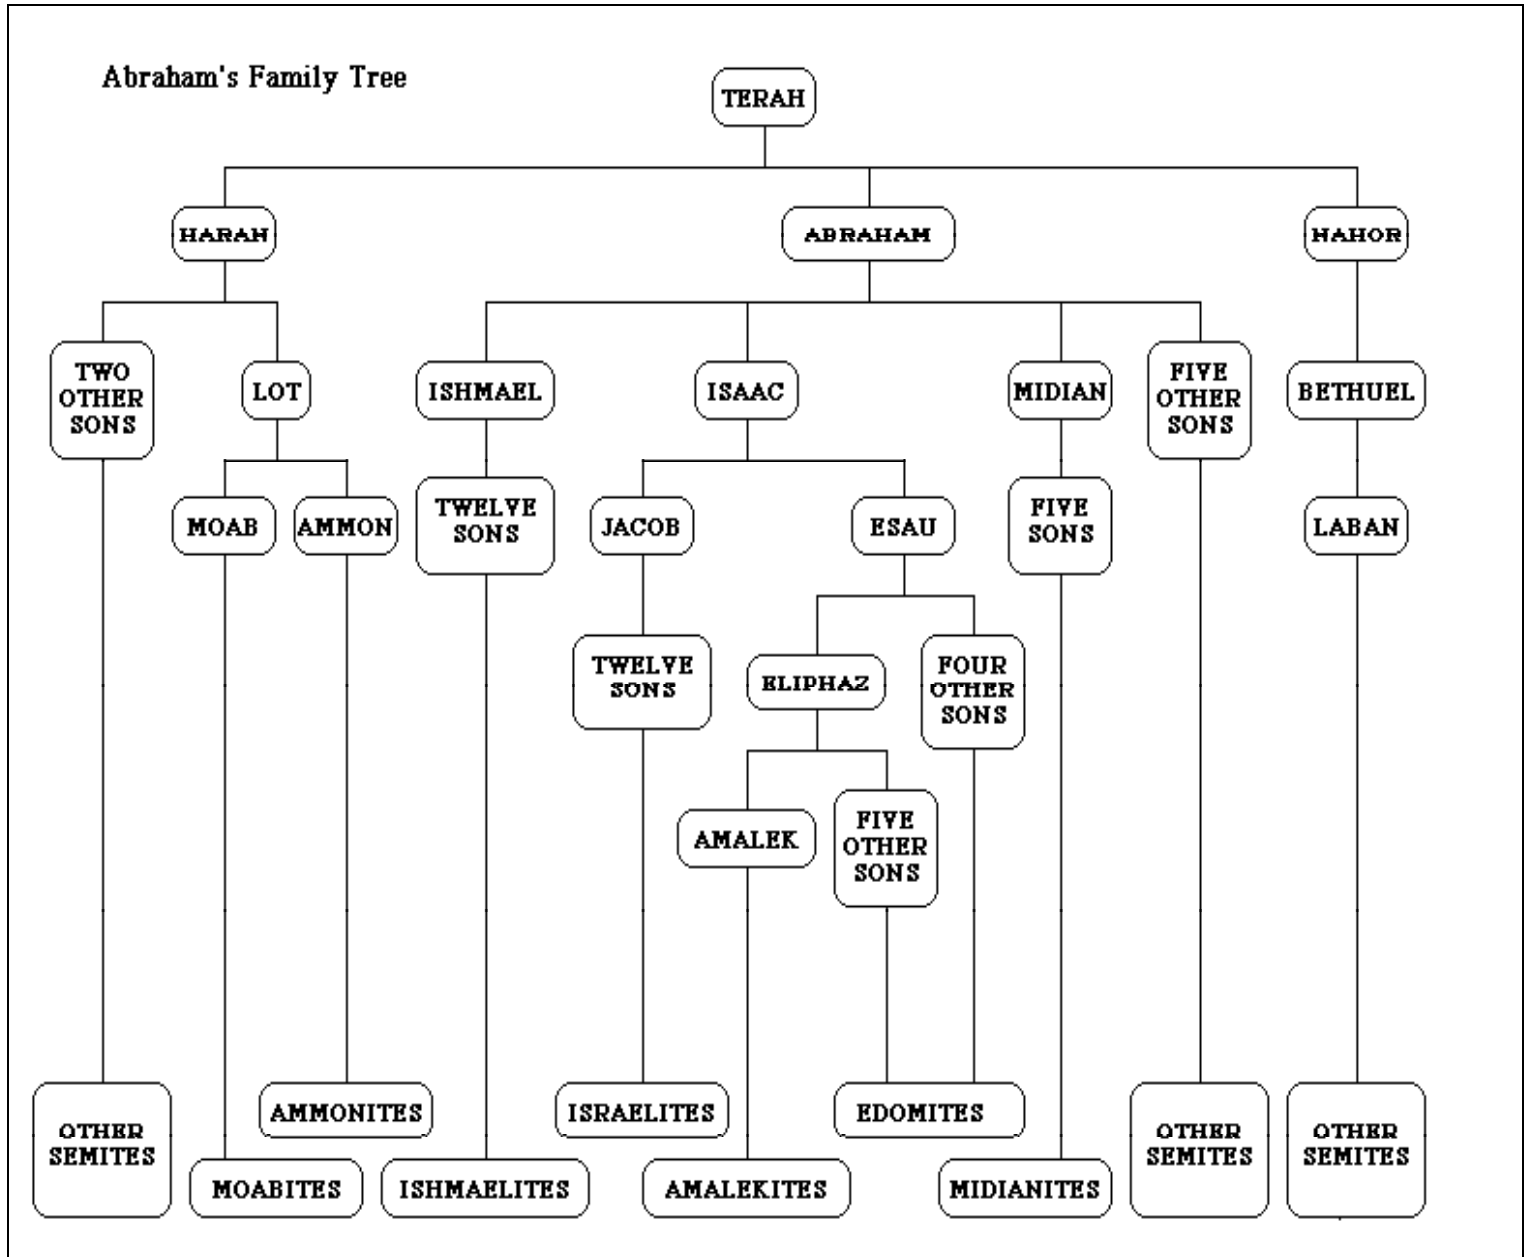 Abraham's Family Tree
TERAH
HARAN
ABRAHAM
NAHOR
TWO
OTHER
SONS
LOT
ISHMAEL
ISAAC
MIDIAN
FIVE
OTHER
SONS
BETHUEL
MOAB
AMMON
TWELVE
SONS
JACOB
ESAU
FIVE
SONS
LABAN
TWELVE
SONS
ELIPHAZ
FOUR
OTHER
SONS
AMALEK
FIVE
OTHER
SONS
OTHER
SEMITES
AMMONITES
ISRAELITES
EDOMITES
OTHER
SEMITES
OTHER
SEMITES
MOABITES
ISHMAELITES
AMALEKITES
MIDIANITES